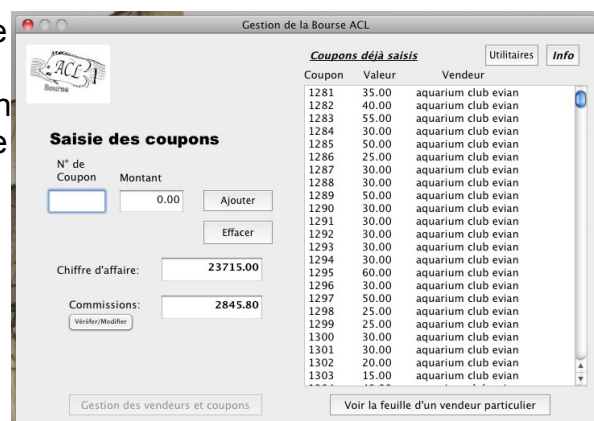 e
n
e
Gestion de la Bourse ACL
ACL
Bourse
Coupons déjà saisis
Utilitaires
Info
Coupon Valeur Vendeur
Saisie des coupons
N° de
Coupon Montant
0.00 Ajouter
Effacer
Chiffre d'affaire: 23715.00
Commissions: 2845.80
Vériifer/Modifier
Gestion des vendeurs et coupons
1281 35.00 aquarium club evian
1282 40.00 aquarium club evian
1283 55.00 aquarium club evian
1284 30.00 aquarium club evian
1285 50.00 aquarium club evian
1286 25.00 aquarium club evian
1287 30.00 aquarium club evian
1288 30.00 aquarium club evian
1289 50.00 aquarium club evian
1290 30.00 aquarium club evian
1291 30.00 aquarium club evian
1292 30.00 aquarium club evian
1293 30.00 aquarium club evian
1294 30.00 aquarium club evian
1295 60.00 aquarium club evian
1296 30.00 aquarium club evian
1297 50.00 aquarium club evian
1298 25.00 aquarium club evian
1299 25.00 aquarium club evian
1300 30.00 aquarium club evian
1301 30.00 aquarium club evian
1302 20.00 aquarium club evian
1303 15.00 aquarium club evian
Voir la feuille d'un vendeur particulier